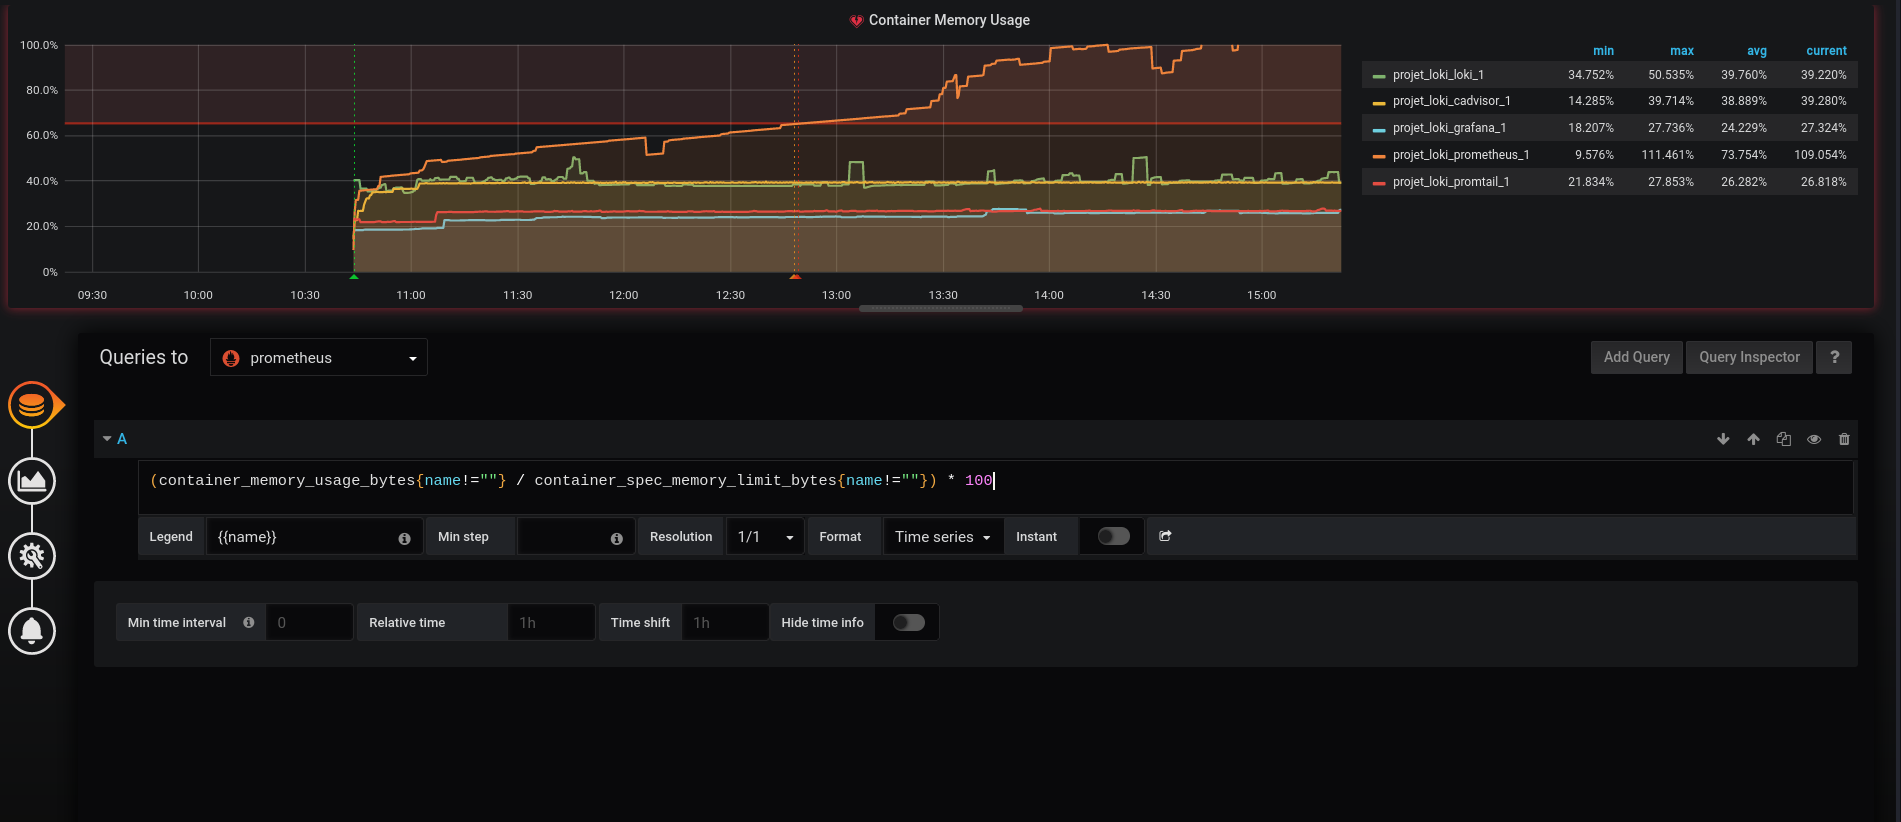 Container Memory Usage
100.0%
80.0%
60.0%
40.0%
20.0%
0%
09:30 10:00 10:30 11:00 11:30 12:00 12:30 13:00 13:30 14:00 14:30 15:00
min max avg current
projet_loki_loki_1 34.752% 50.535% 39.760% 39.220%
projet_loki_cadvisor_1 14.285% 39.714% 38.889% 39.280%
projet_loki_grafana_1 18.207% 27.736% 24.229% 27.324%
projet_loki_prometheus_1 9.576% 111.461% 73.754% 109.054%
projet_loki_promtail_1 21.834% 27.853% 26.282% 26.818%
Queries to prometheus Add Query Query Inspector ?
A
(container_memory_usage_bytes{name!=""} / container_spec_memory_limit_bytes{name!=""}) * 100
Legend {{name}} Min step Resolution 1/1 Format Time series Instant
Min time interval 0 Relative time 1h Time shift 1h Hide time info